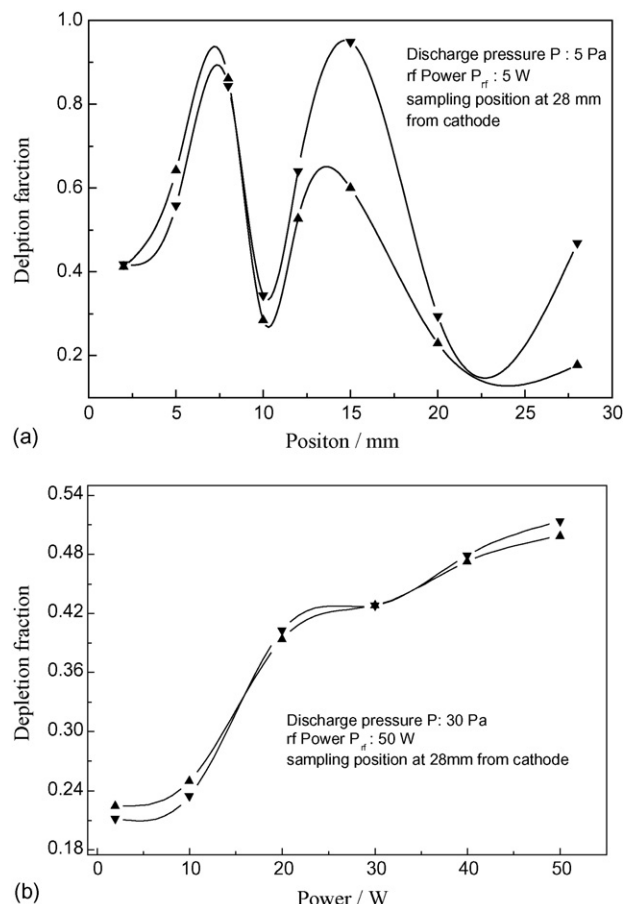 1.0
0.8
0.6
0.4
0.2
Delption farction
Discharge pressure P : 5 Pa
rf Power Prf : 5 W
sampling position at 28 mm
from cathode
0 5 10 15 20 25 30
Positon / mm
(a)
0.54
0.48
0.42
0.36
0.30
0.24
0.18
Depletion fraction
Discharge pressure P: 30 Pa
rf Power Prf : 50 W
sampling position at 28mm from cathode
0 10 20 30 40 50
Power / W
(b)